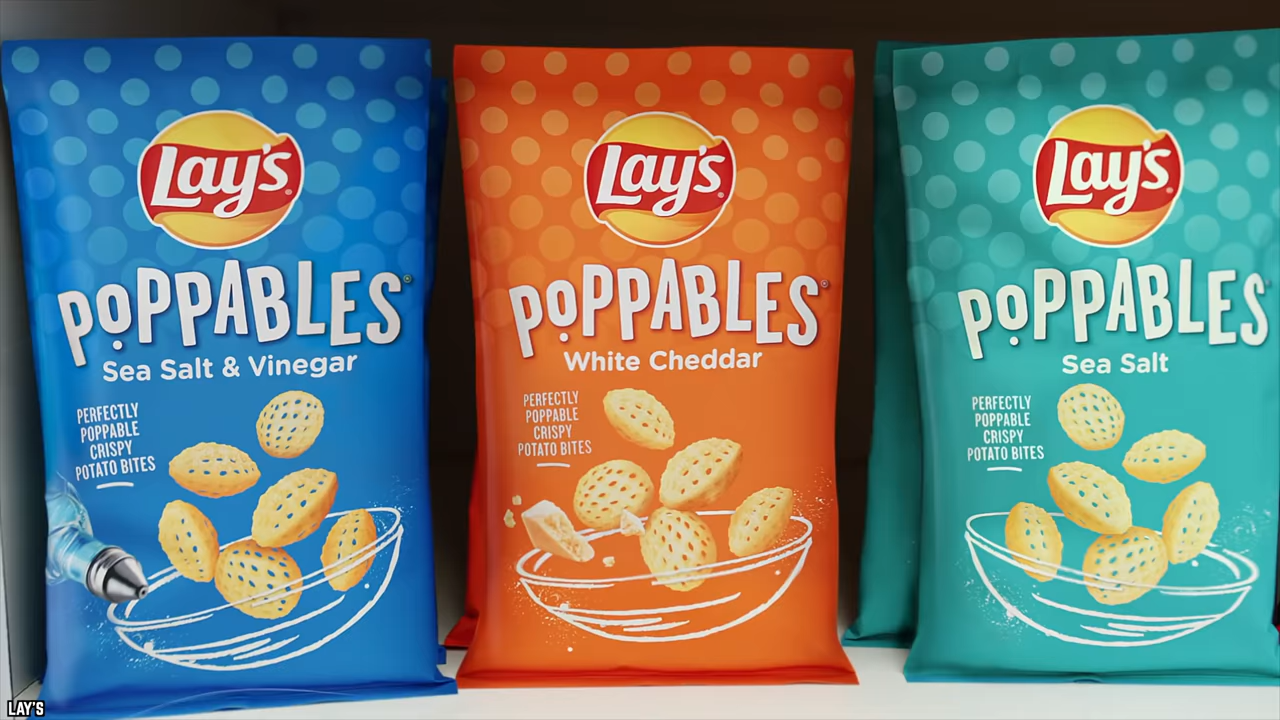 Lay's
POPPABLES®
Sea Salt & Vinegar
PERFECTLY
POPPABLE
CRISPY
POTATO BITES
Lay's
POPPABLES®
White Cheddar
PERFECTLY
POPPABLE
CRISPY
POTATO BITES
Lay's
POPPABLES
Sea Salt
PERFECTLY
POPPABLE
CRISPY
POTATO BITES
LAY'S